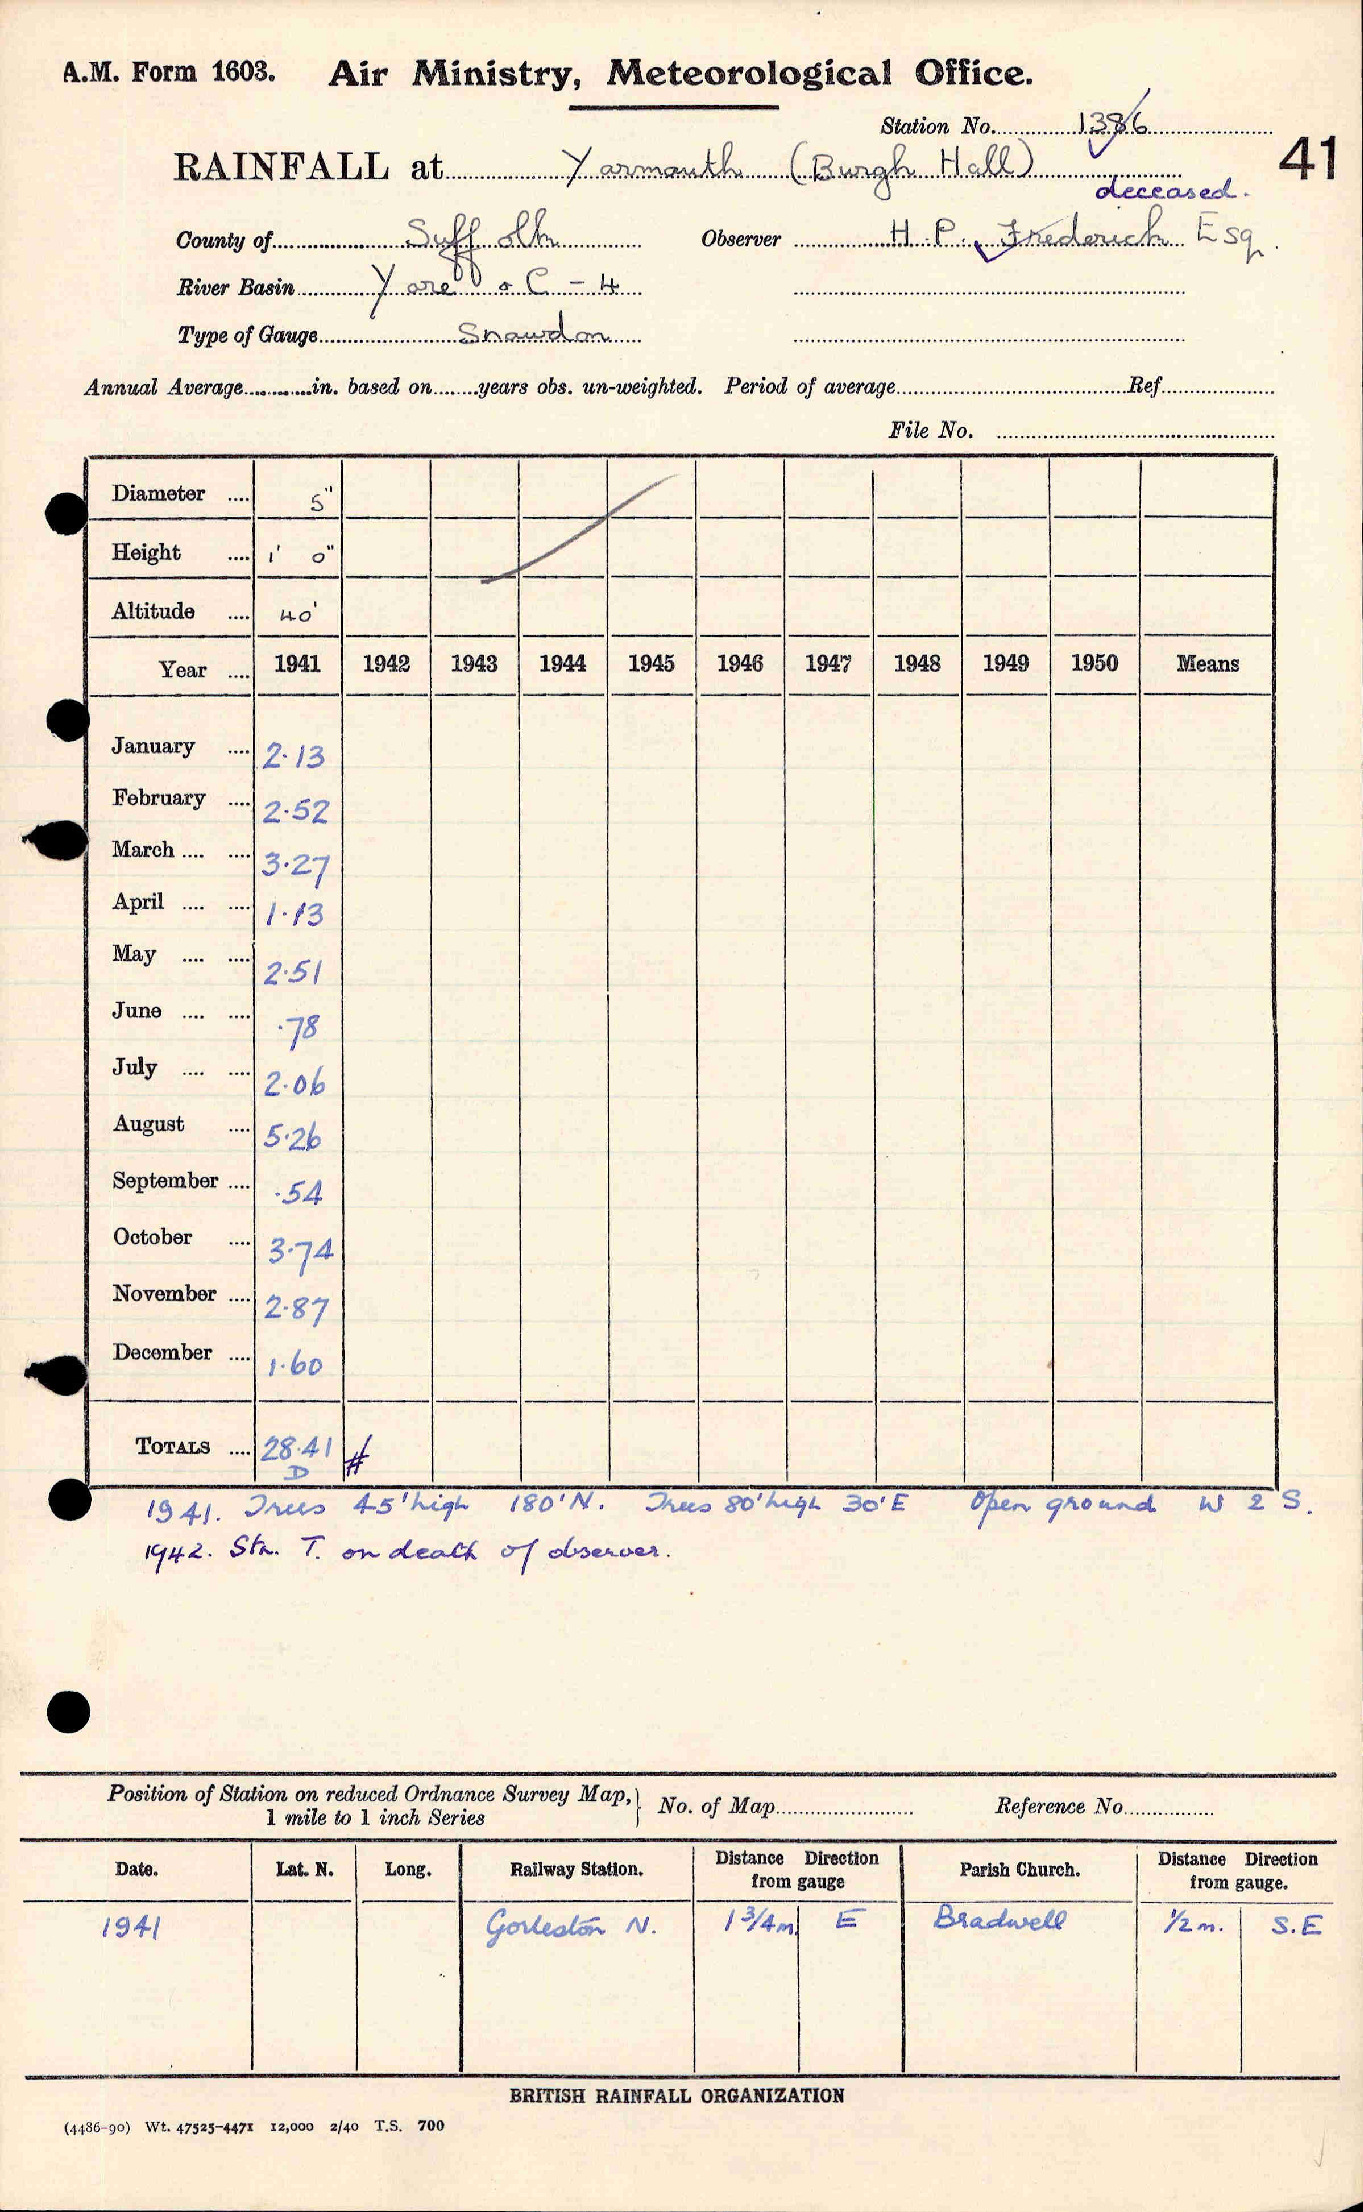 A.M. Form 1603. Air Ministry, Meteorological Office.
Station No. 1386
RAINFALL at Yarmouth (Burgh Hall)
41
deceased.
County of Suffolk Observer H. P. Frederick Esq.
River Basin Yare & C - 4
Type of Gauge Snowdon
Annual Average in. based on years obs. un-weighted. Period of average Ref
File No.
Diameter .... 5"
Height .... 1' 0"
Altitude .... 40'
Year .... 1941 1942 1943 1944 1945 1946 1947 1948 1949 1950 Means
January .... 2.13
February .... 2.52
March .... .... 3.27
April .... .... 1.13
May .... .... 2.51
June .... .... .78
July .... .... 2.06
August .... 5.26
September .... .54
October .... 3.74
November .... 2.87
December .... 1.60
TOTALS .... 28.41 #
D
1941. Trees 45' high 180' N. Trees 80' high 30' E Open ground W & S.
1942. Stn. T. on death of observer.
Position of Station on reduced Ordnance Survey Map, } No. of Map Reference No
1 mile to 1 inch Series
Date. Lat. N. Long. Railway Station. Distance Direction from gauge Parish Church. Distance Direction from gauge.
1941 Gorleston N. 1 3/4 m. E Bradwell 1/2 m. S.E
BRITISH RAINFALL ORGANIZATION
(4486-90) Wt. 47525-4471 12,000 2/40 T.S. 700